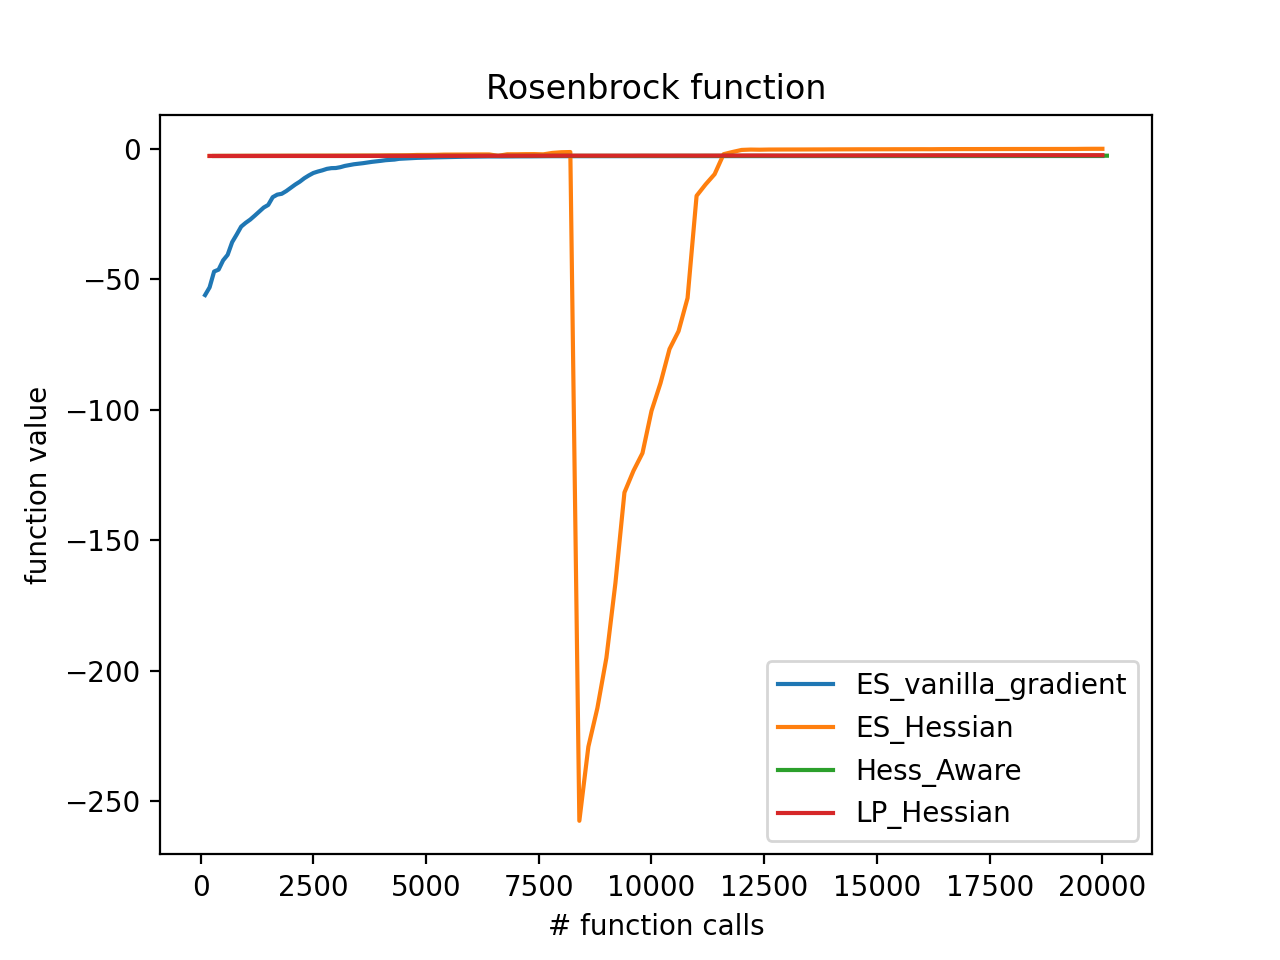 Rosenbrock function
function value
0
−50
−100
−150
−200
−250
ES_vanilla_gradient
ES_Hessian
Hess_Aware
LP_Hessian
0 2500 5000 7500 10000 12500 15000 17500 20000
# function calls